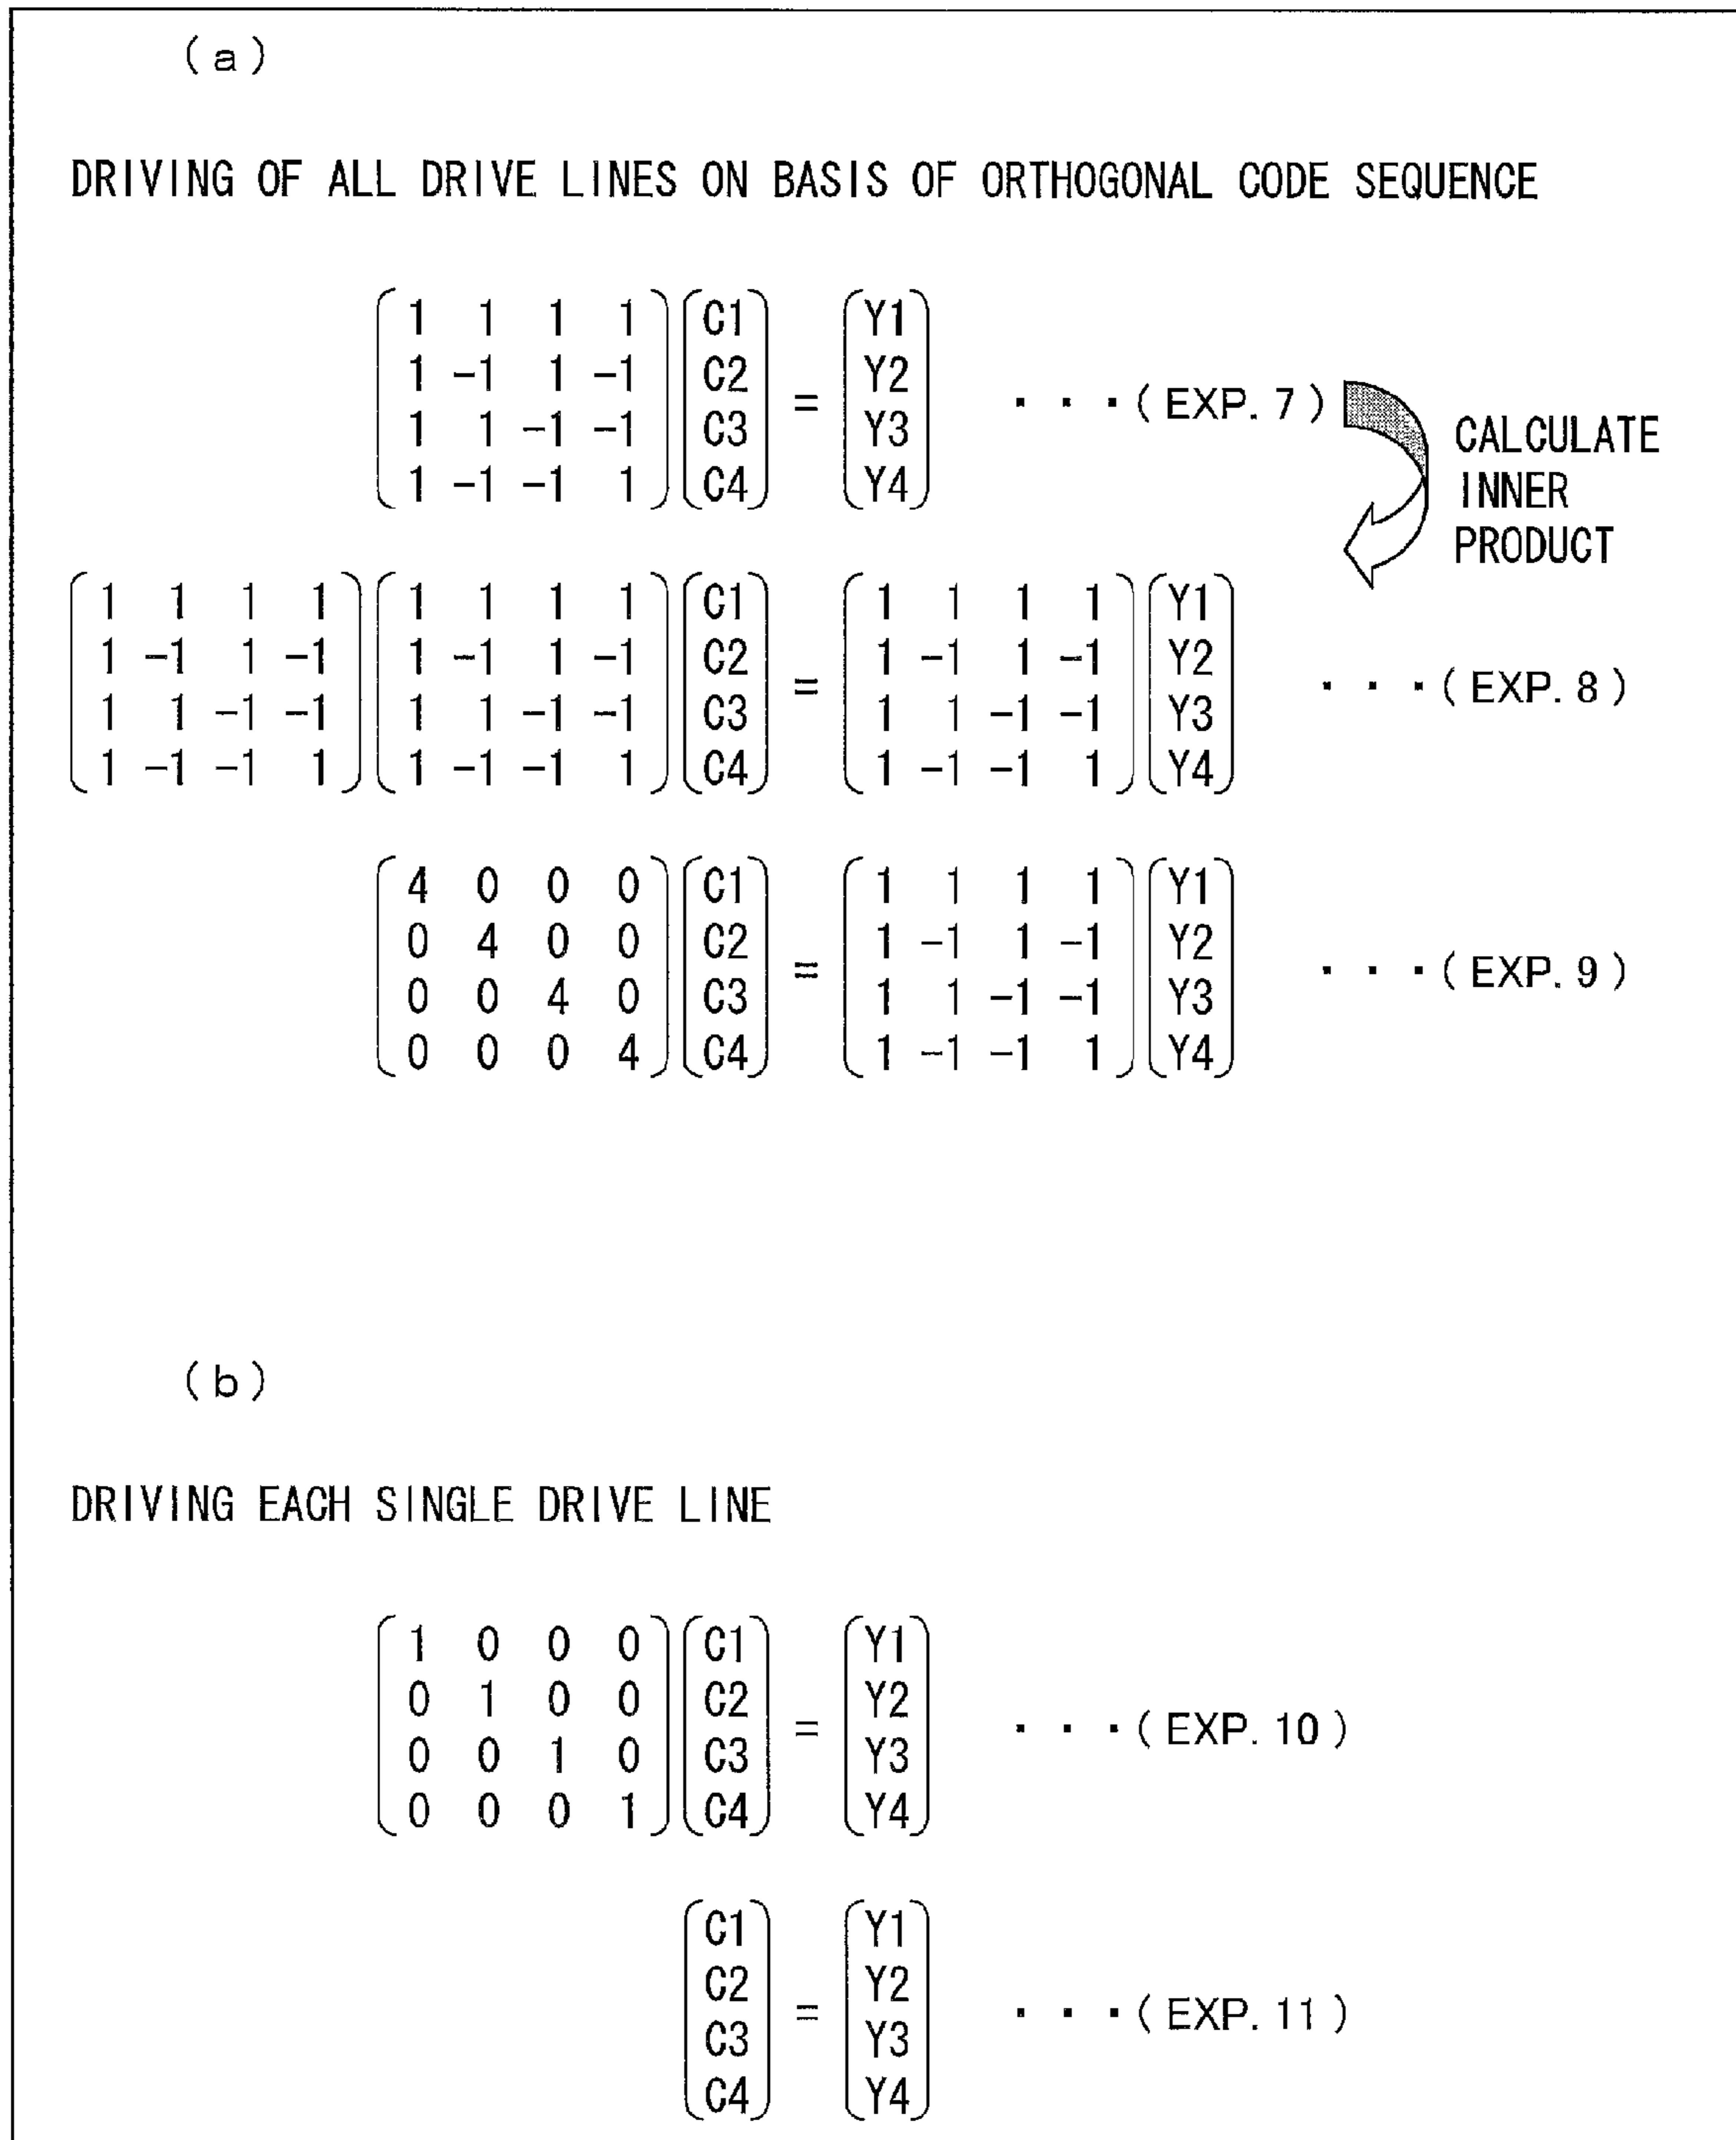 (a)
DRIVING OF ALL DRIVE LINES ON BASIS OF ORTHOGONAL CODE SEQUENCE
1 1 1 1 C1 Y1
1 -1 1 -1 C2 Y2
= ・・・(EXP. 7)
1 1 -1 -1 C3 Y3
1 -1 -1 1 C4 Y4
CALCULATE
INNER
PRODUCT
1 1 1 1 1 1 1 1 C1 1 1 1 1 Y1
1 -1 1 -1 1 -1 1 -1 C2 1 -1 1 -1 Y2
= ・・・(EXP. 8)
1 1 -1 -1 1 1 -1 -1 C3 1 1 -1 -1 Y3
1 -1 -1 1 1 -1 -1 1 C4 1 -1 -1 1 Y4
4 0 0 0 C1 1 1 1 1 Y1
0 4 0 0 C2 1 -1 1 -1 Y2
= ・・・(EXP. 9)
0 0 4 0 C3 1 1 -1 -1 Y3
0 0 0 4 C4 1 -1 -1 1 Y4
(b)
DRIVING EACH SINGLE DRIVE LINE
1 0 0 0 C1 Y1
0 1 0 0 C2 Y2
= ・・・(EXP. 10)
0 0 1 0 C3 Y3
0 0 0 1 C4 Y4
C1 Y1
C2 Y2
= ・・・(EXP. 11)
C3 Y3
C4 Y4